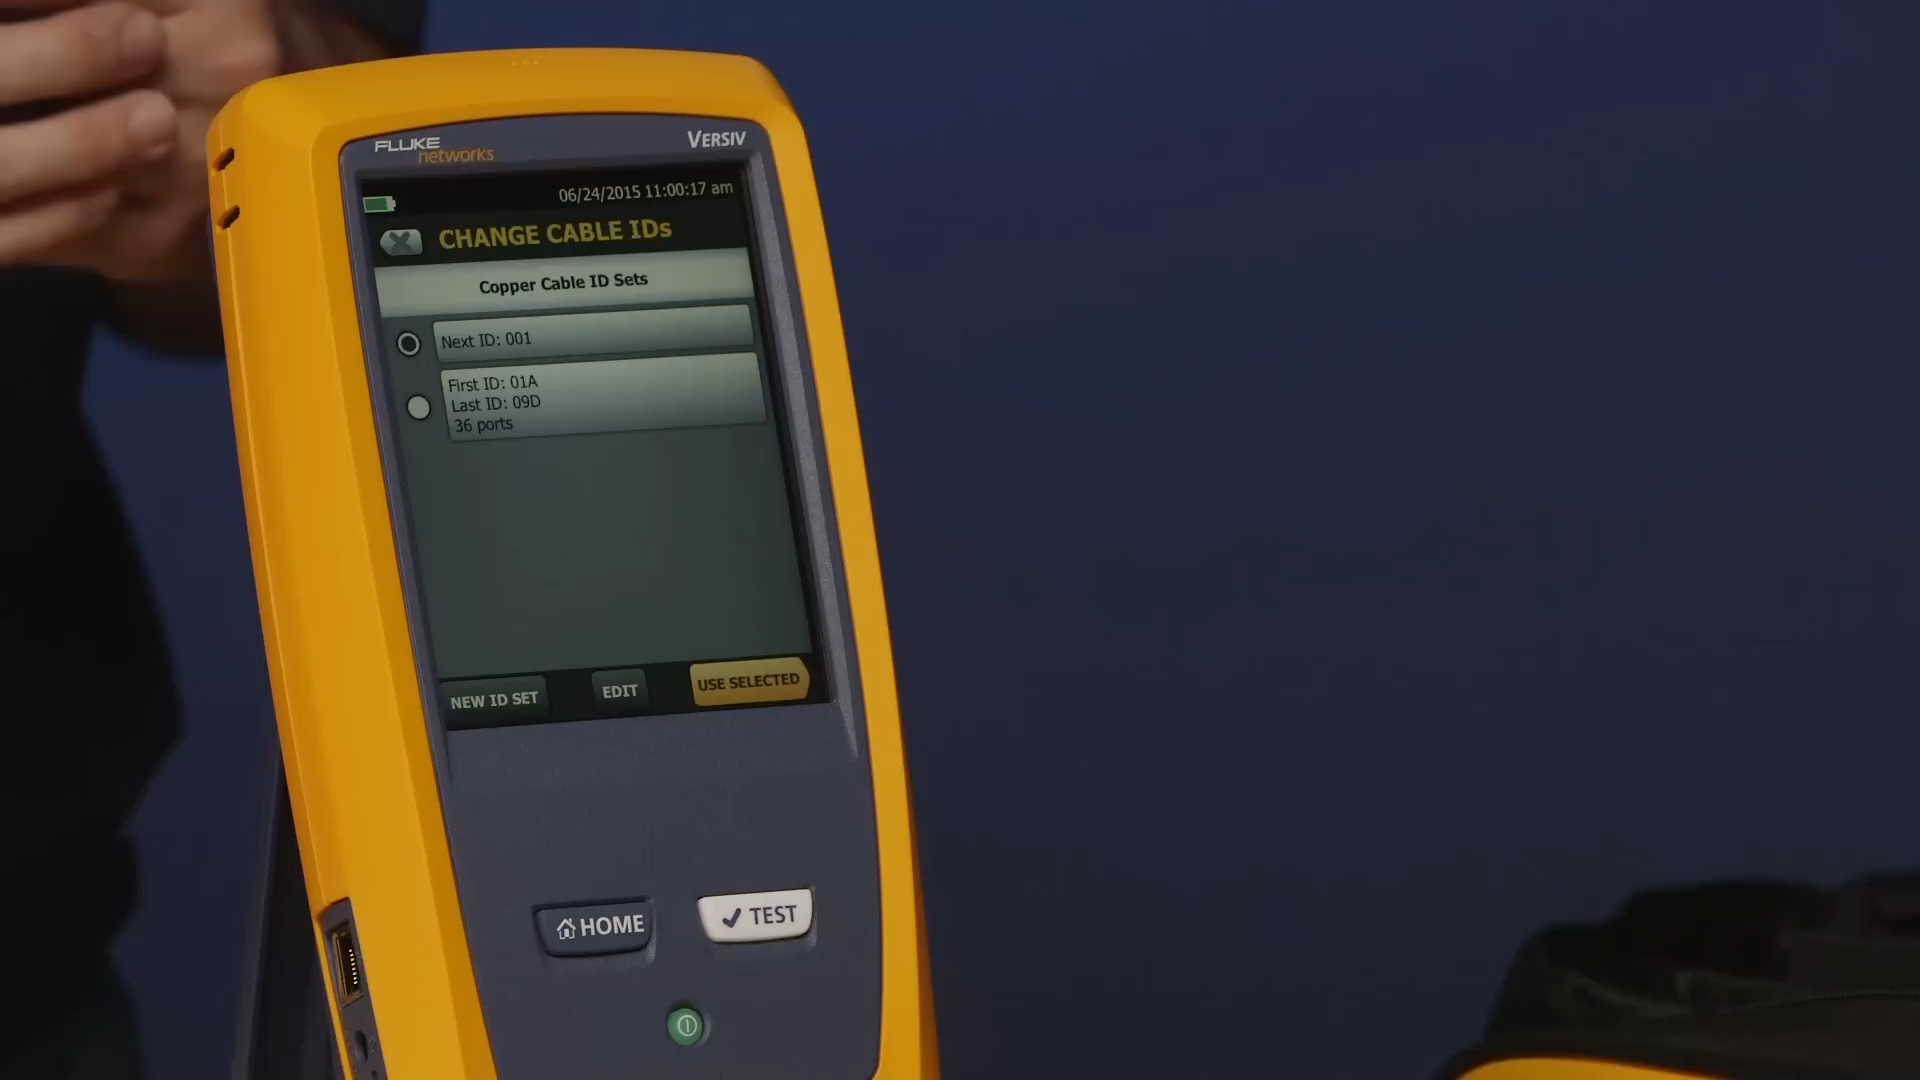 FLUKE
networks
VERSIV
06/24/2015 11:00:17 am
CHANGE CABLE IDs
Copper Cable ID Sets
Next ID: 001
First ID: 01A
Last ID: 09D
36 ports
NEW ID SET
EDIT
USE SELECTED
HOME
TEST